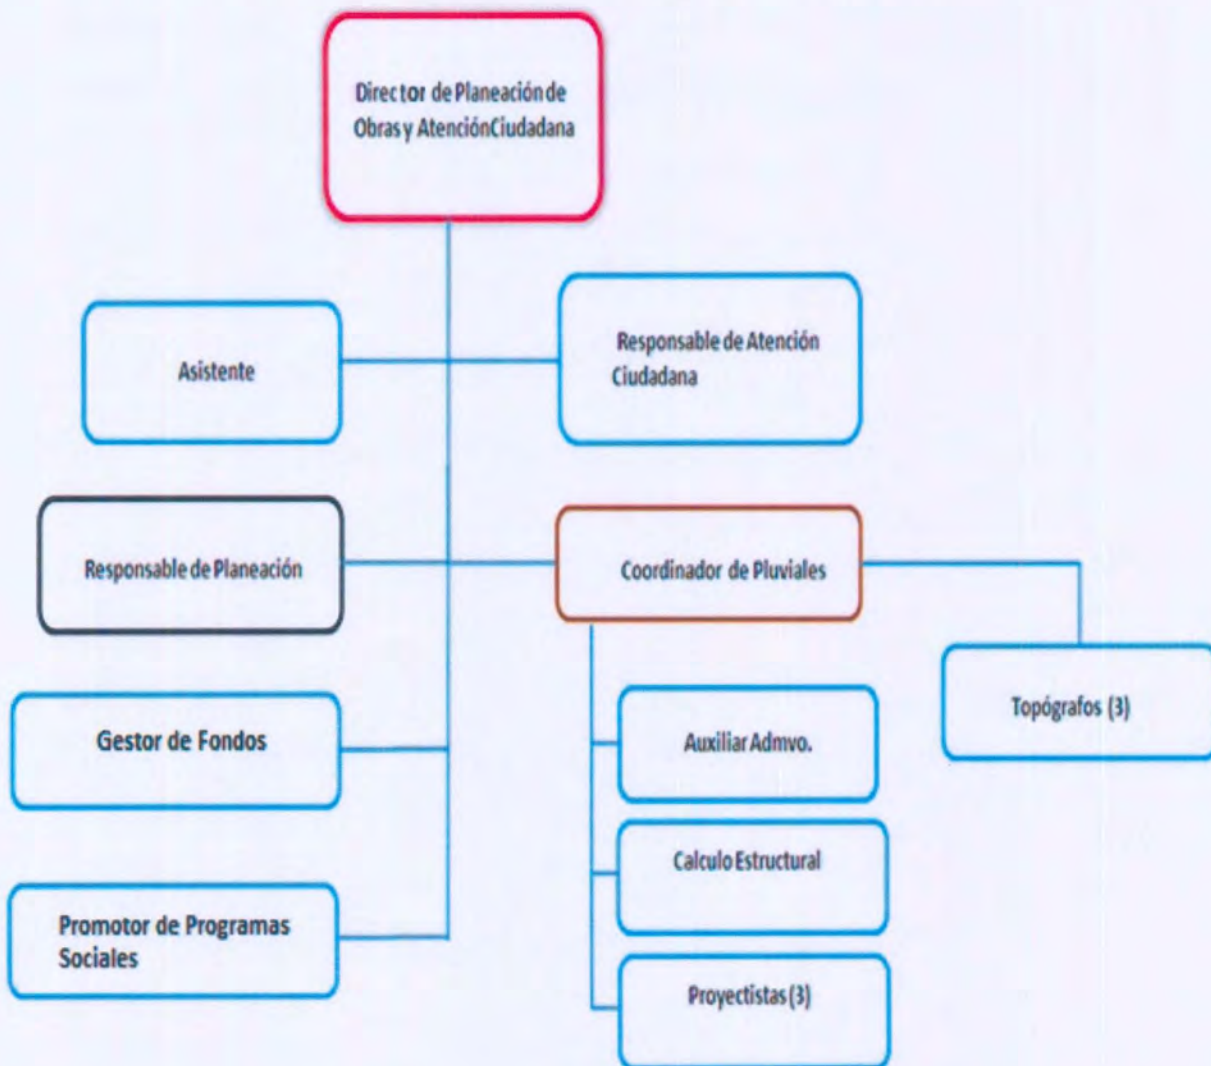 Director de Planeación de
Obras y AtenciónCiudadana
Asistente
Responsable de Atención
Ciudadana
Responsable de Planeación
Coordinador de Pluviales
Topógrafos (3)
Gestor de Fondos
Auxiliar Admvo.
Calculo Estructural
Promotor de Programas
Sociales
Proyectistas (3)